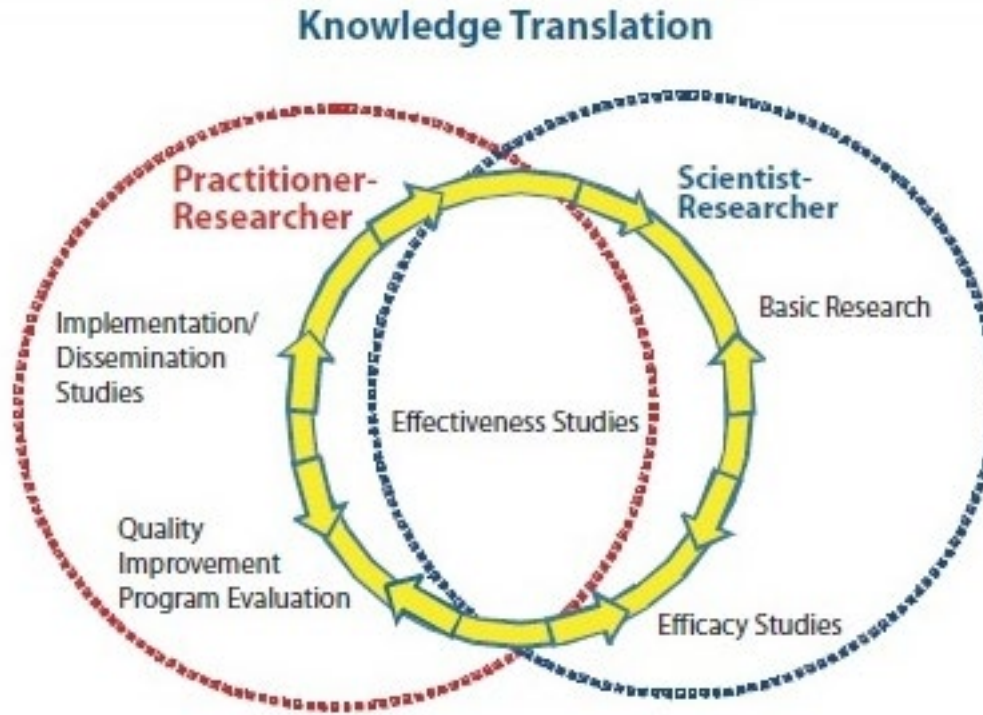 Knowledge Translation
Practitioner-
Researcher
Scientist-
Researcher
Implementation/
Dissemination
Studies
Basic Research
Effectiveness Studies
Quality
Improvement
Program Evaluation
Efficacy Studies